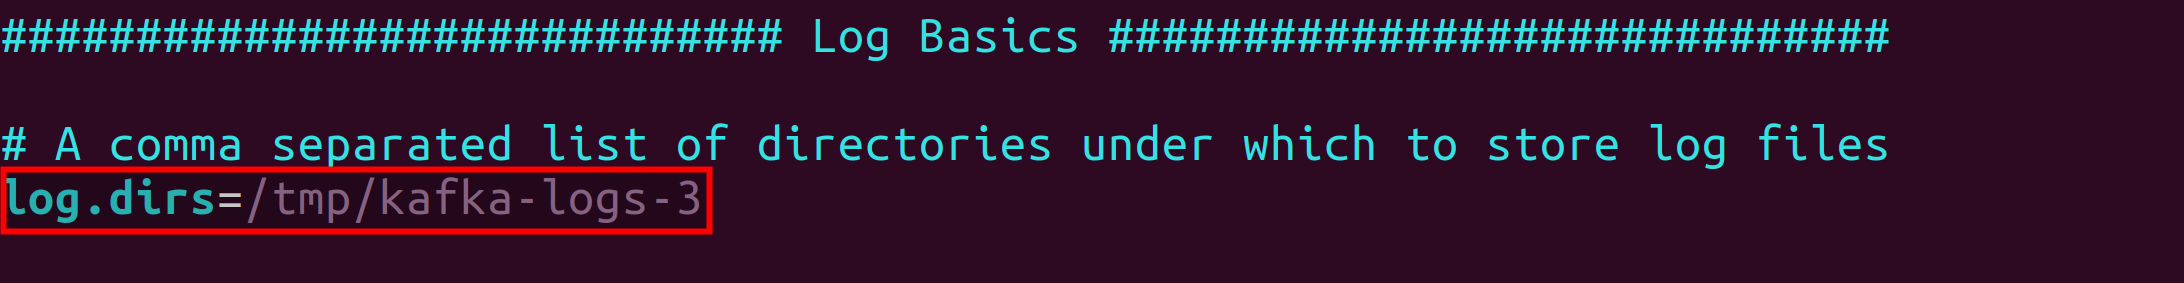 ############################# Log Basics #############################
# A comma separated list of directories under which to store log files
log.dirs=/tmp/kafka-logs-3